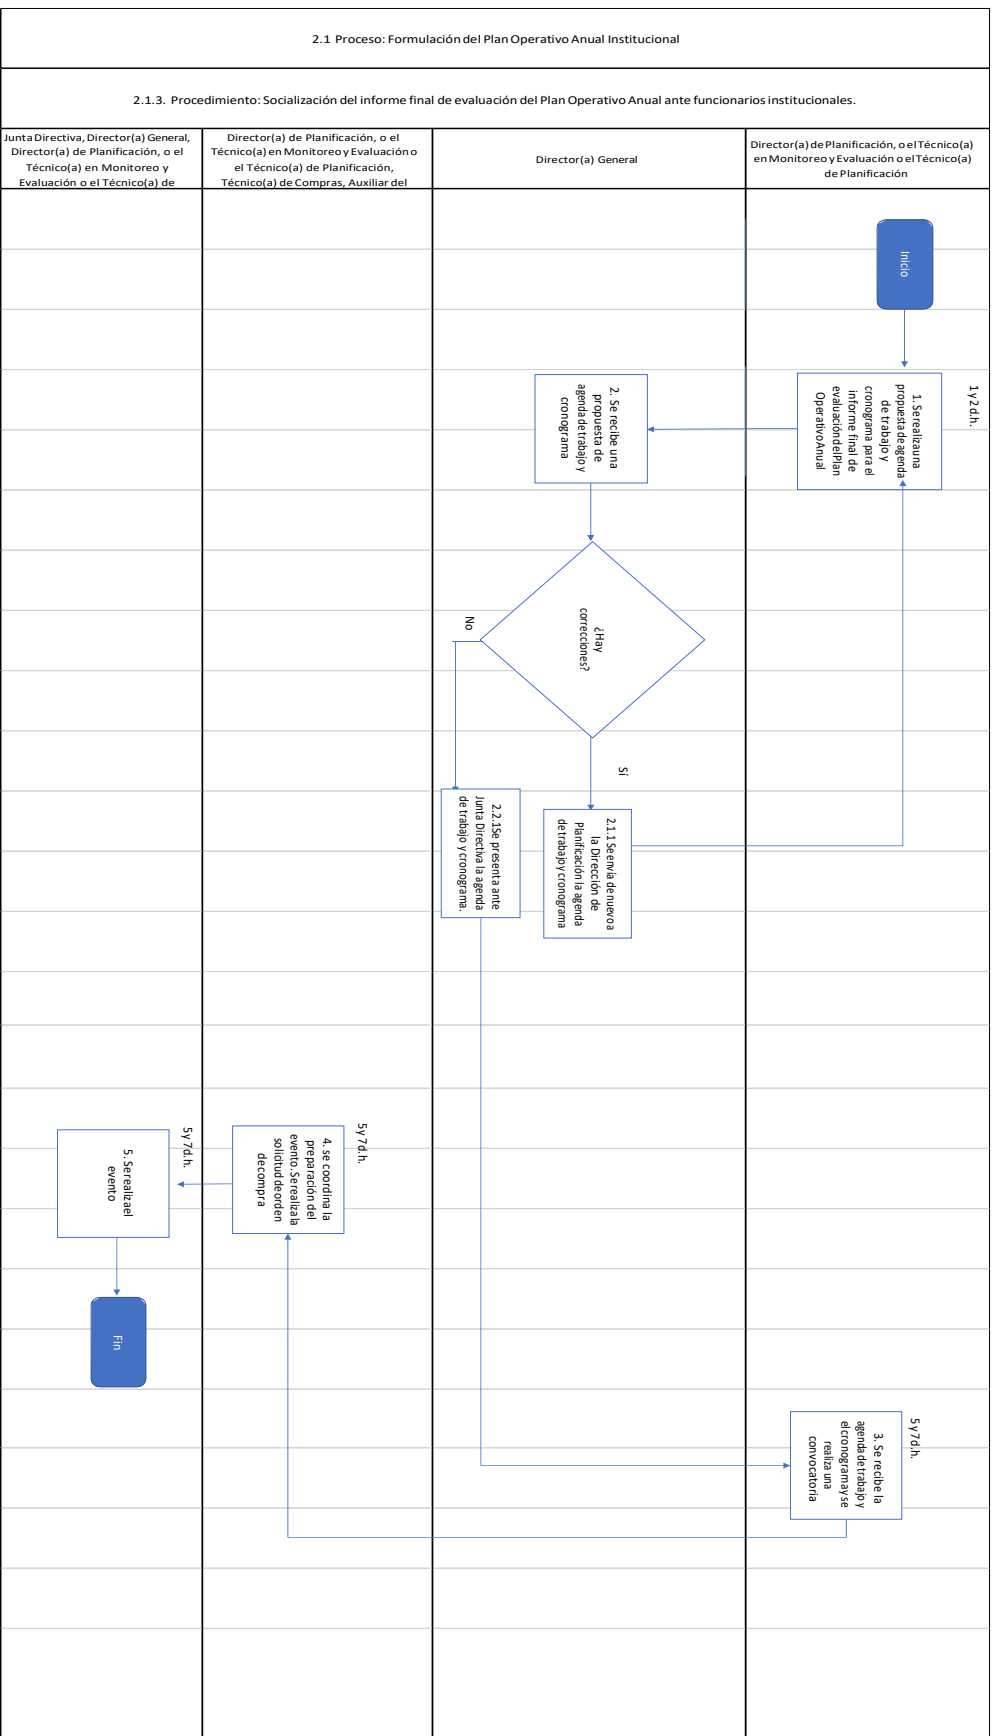 2.1 Proceso: Formulación del Plan Operativo Anual Institucional
2.1.3. Procedimiento: Socialización del informe final de evaluación del Plan Operativo Anual ante funcionarios institucionales.
Junta Directiva, Director(a) General,
Director(a) de Planificación, o el
Técnico(a) en Monitoreo y
Evaluación o el Técnico(a) de
Director(a) de Planificación, o el
Técnico(a) en Monitoreo y Evaluación o
el Técnico(a) de Planificación,
Técnico(a) de Compras, Auxiliar del
Director(a) General
Director(a) de Planificación, o el Técnico(a)
en Monitoreo y Evaluación o el Técnico(a)
de Planificación
Inicio
1 y 2 d.h.
1. Se realiza una
propuesta de agenda
de trabajo y
cronograma para el
informe final de
evaluación del Plan
Operativo Anual
2. Se recibe una
propuesta de
agenda de trabajo y
cronograma
¿Hay
correcciones?
No
Sí
2.1.1 Se envía de nuevo a
la Dirección de
Planificación la agenda
de trabajo y cronograma
2.2.1Se presenta ante
Junta Directiva la agenda
de trabajo y cronograma.
5 y 7 d.h.
3. Se recibe la
agenda de trabajo y
el cronograma y se
realiza una
convocatoria
5 y 7 d.h.
4. se coordina la
preparación del
evento. Se realiza la
solicitud de orden
de compra
5 y 7 d.h.
5. Se realiza el
evento
Fin